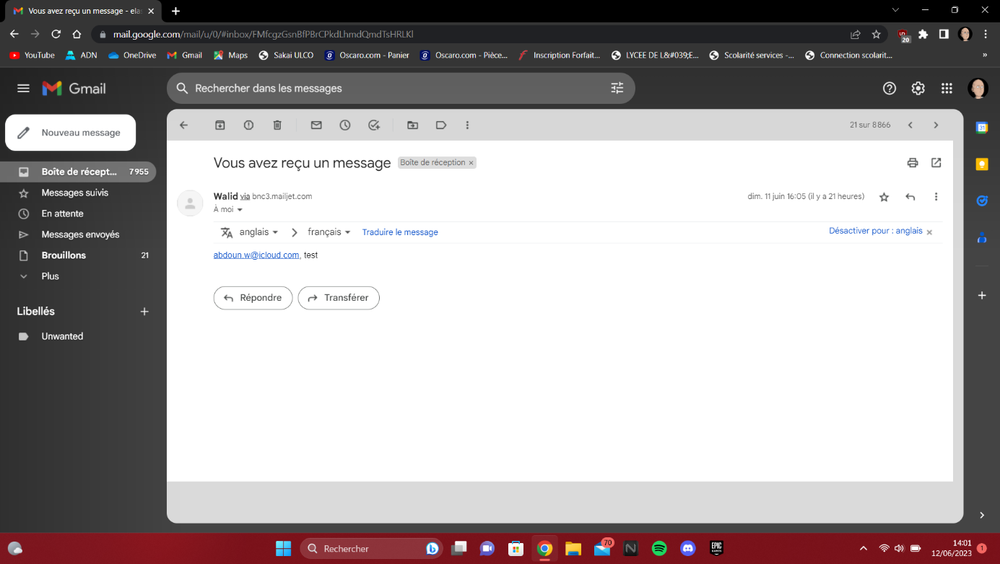 Vous avez reçu un message - ela
mail.google.com/mail/u/0/#inbox/FMfcgzGsnBfPBrCPkdLhmdQmdTsHRLKl
20
YouTube ADN OneDrive Gmail Maps Sakai ULCO Oscaro.com - Panier Oscaro.com - Pièce... Inscription Forfait... LYCEE DE L&#039;E... Scolarité services -... Connection scolarit... »
Gmail
Rechercher dans les messages
Nouveau message
21 sur 8 866
Vous avez reçu un message Boîte de réception ×
Boîte de récept... 7 955
Messages suivis
En attente
Messages envoyés
Brouillons 21
Plus
Libellés
Unwanted
Walid via bnc3.mailjet.com
dim. 11 juin 16:05 (il y a 21 heures)
À moi
anglais français Traduire le message
Désactiver pour : anglais ×
abdoun.w@icloud.com, test
Répondre Transférer
31
Rechercher
70
EPIC GAMES
14:01
12/06/2023
1